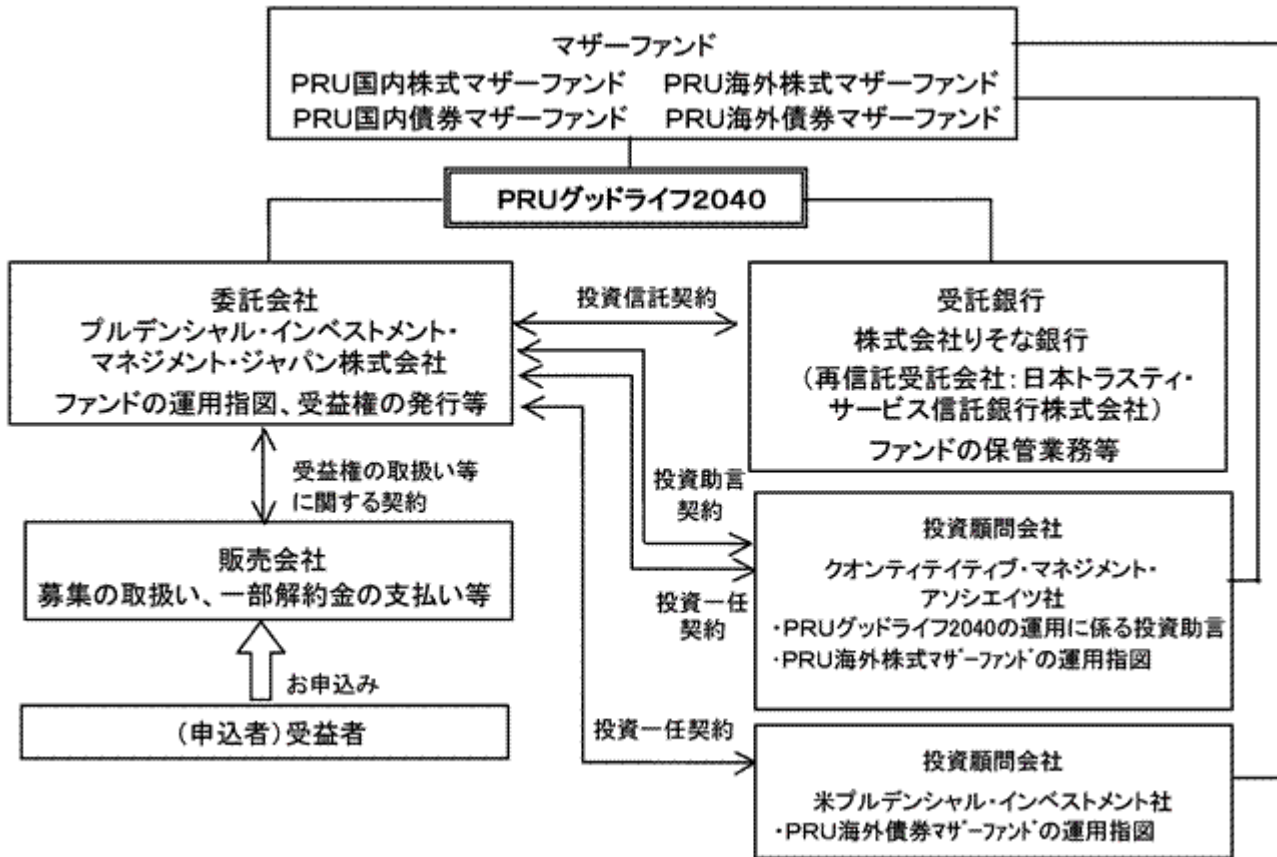 マザーファンド
PRU国内株式マザーファンド　PRU海外株式マザーファンド
PRU国内債券マザーファンド　PRU海外債券マザーファンド
PRUグッドライフ2040
委託会社
プルデンシャル・インベストメント・
マネジメント・ジャパン株式会社
ファンドの運用指図、受益権の発行等
投資信託契約
受託銀行
株式会社りそな銀行
（再信託受託会社：日本トラスティ・
サービス信託銀行株式会社）
ファンドの保管業務等
受益権の取扱い等
に関する契約
投資助言
契約
販売会社
募集の取扱い、一部解約金の支払い等
投資一任
契約
投資顧問会社
クオンティテイティブ・マネジメント・
アソシエイツ社
・PRUグッドライフ2040の運用に係る投資助言
・PRU海外株式ﾏｻﾞｰﾌｧﾝﾄﾞの運用指図
お申込み
（申込者）受益者
投資一任契約
投資顧問会社
米プルデンシャル・インベストメント社
・PRU海外債券ﾏｻﾞｰﾌｧﾝﾄﾞの運用指図